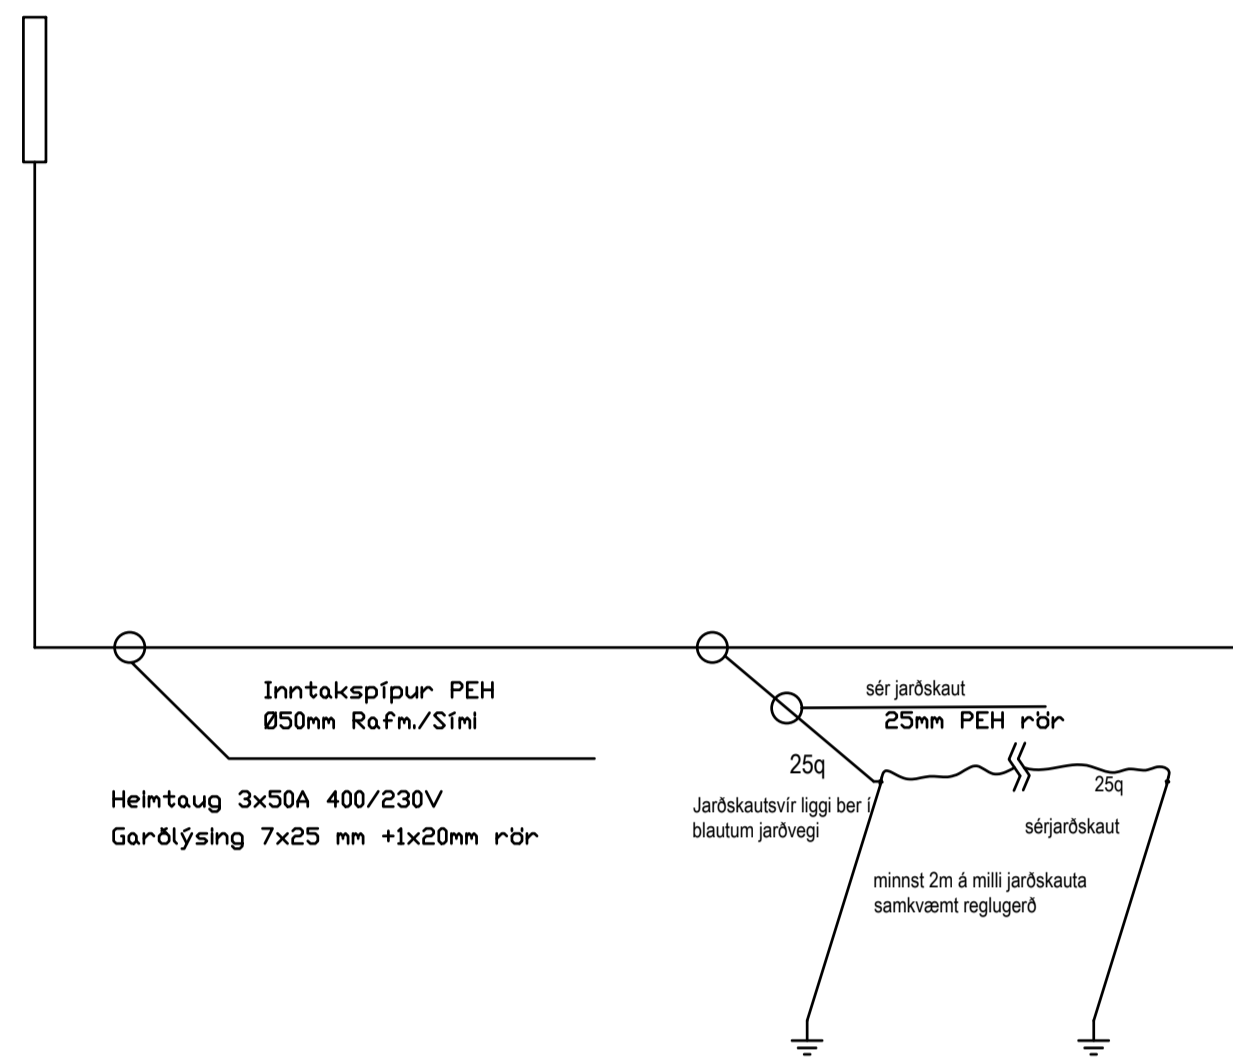 Inntakspípur PEH
Ø50mm Rafm./Sími
Heimtaug 3x50A 400/230V
Garðlýsing 7x25 mm +1x20mm rör
sér jarðskaut
25mm PEH rör
25q
Jarðskautsvír liggi ber í
blautum jarðvegi
25q
sérjarðskaut
minnst 2m á milli jarðskauta
samkvæmt reglugerð